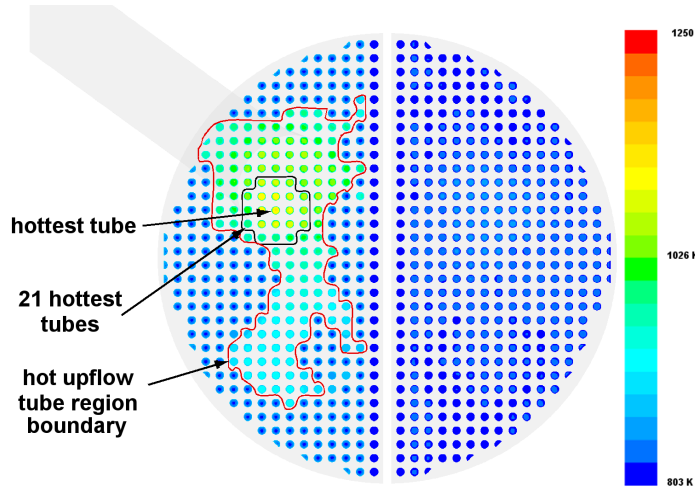 1250
hottest tube
1026 K
21 hottest
tubes
hot upflow
tube region
boundary
803 K